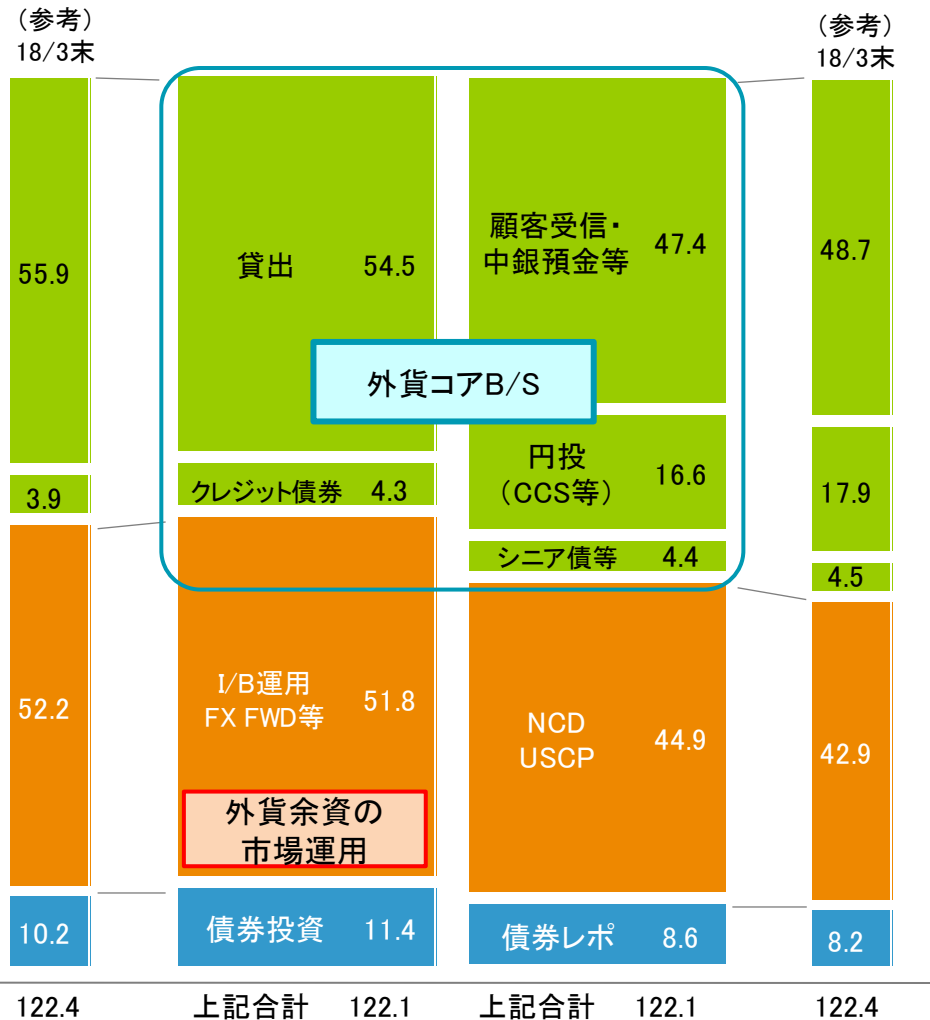 （参考）
18/3末
55.9
3.9
52.2
10.2
122.4
貸出 54.5
クレジット債券 4.3
I/B運用
FX FWD等
51.8
外貨余資の
市場運用
債券投資 11.4
上記合計 122.1
外貨コアB/S
顧客受信・
中銀預金等
47.4
円投
（CCS等）
16.6
シニア債等 4.4
NCD
USCP
44.9
債券レポ 8.6
上記合計 122.1
（参考）
18/3末
48.7
17.9
4.5
42.9
8.2
122.4